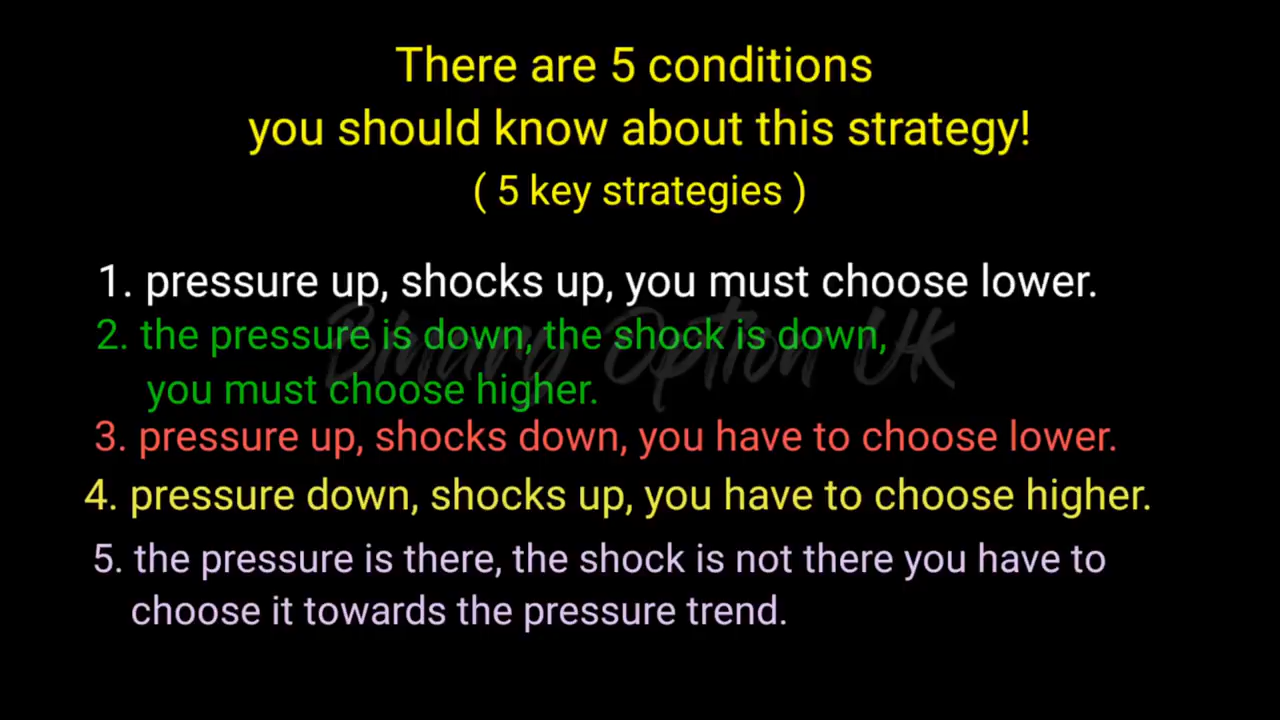 There are 5 conditions
you should know about this strategy!
( 5 key strategies )
1. pressure up, shocks up, you must choose lower.
2. the pressure is down, the shock is down,
you must choose higher.
Binary Option UK
3. pressure up, shocks down, you have to choose lower.
4. pressure down, shocks up, you have to choose higher.
5. the pressure is there, the shock is not there you have to
choose it towards the pressure trend.